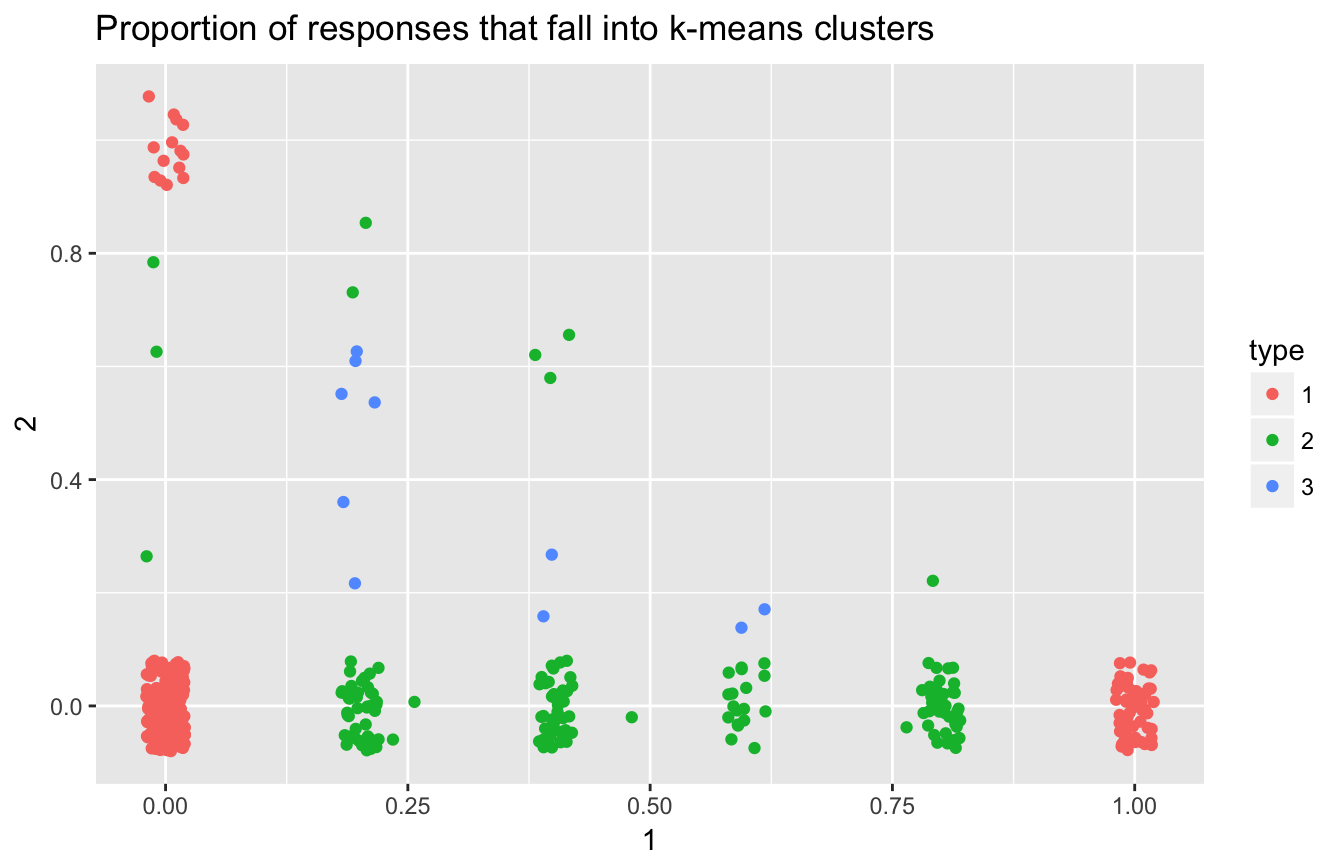 Proportion of responses that fall into k-means clusters
2
0.8
0.4
0.0
0.00 0.25 0.50 0.75 1.00
1
type
1
2
3